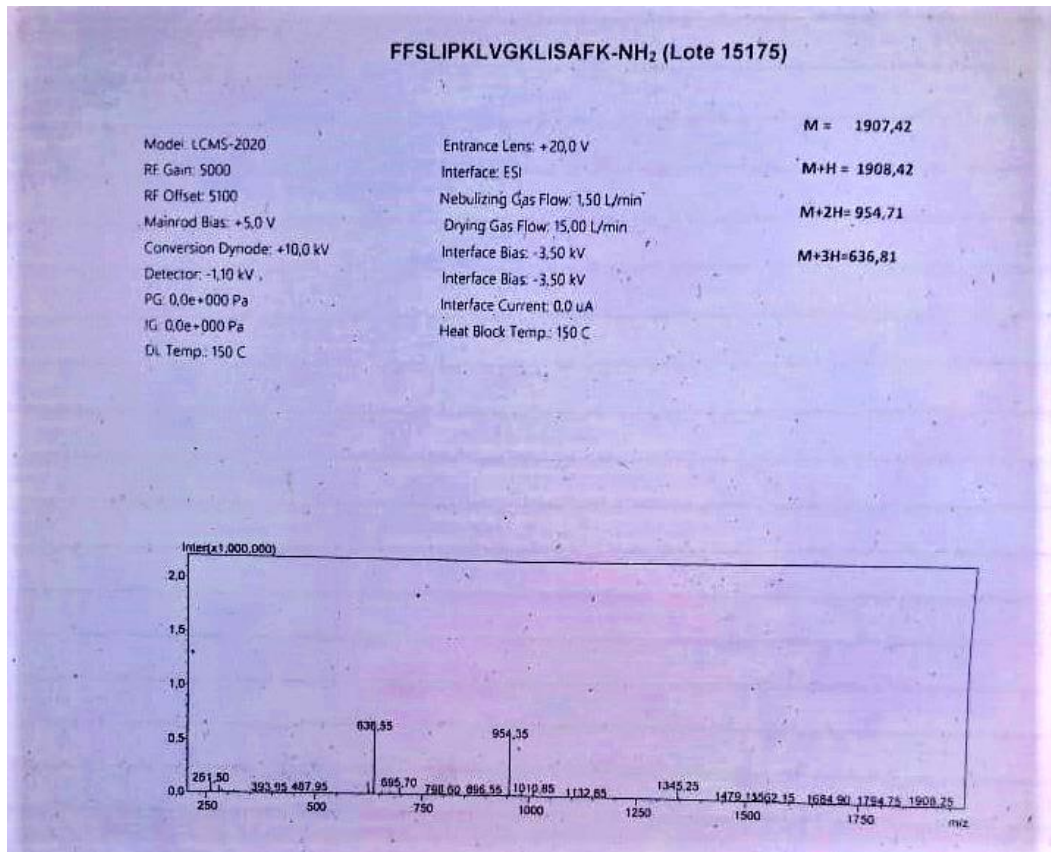 FFSLIPKLVGKLISAFK-NH₂ (Lote 15175)
Model: LCMS-2020
RF Gain: 5000
RF Offset: 5100
Mainrod Bias: +5,0 V
Conversion Dynode: +10,0 kV
Detector: -1,10 kV
PG: 0,0e+000 Pa
IG: 0,0e+000 Pa
DL Temp.: 150 C
Entrance Lens: +20,0 V
Interface: ESI
Nebulizing Gas Flow: 1,50 L/min
Drying Gas Flow: 15,00 L/min
Interface Bias: -3,50 kV
Interface Bias: -3,50 kV
Interface Current: 0,0 uA
Heat Block Temp.: 150 C
M = 1907,42
M+H = 1908,42
M+2H= 954,71
M+3H=636,81
Inten(x1,000,000)
2,0
1,5
1,0
0,5
0,0
636,55
954,35
251,50
393,95 487,95
695,70
798,60 896,55 1010,85
1132,65
1345,25
1562,15 1684,90 1794,75 1908,25
250 500 750 1000 1250 1500 1750 m/z